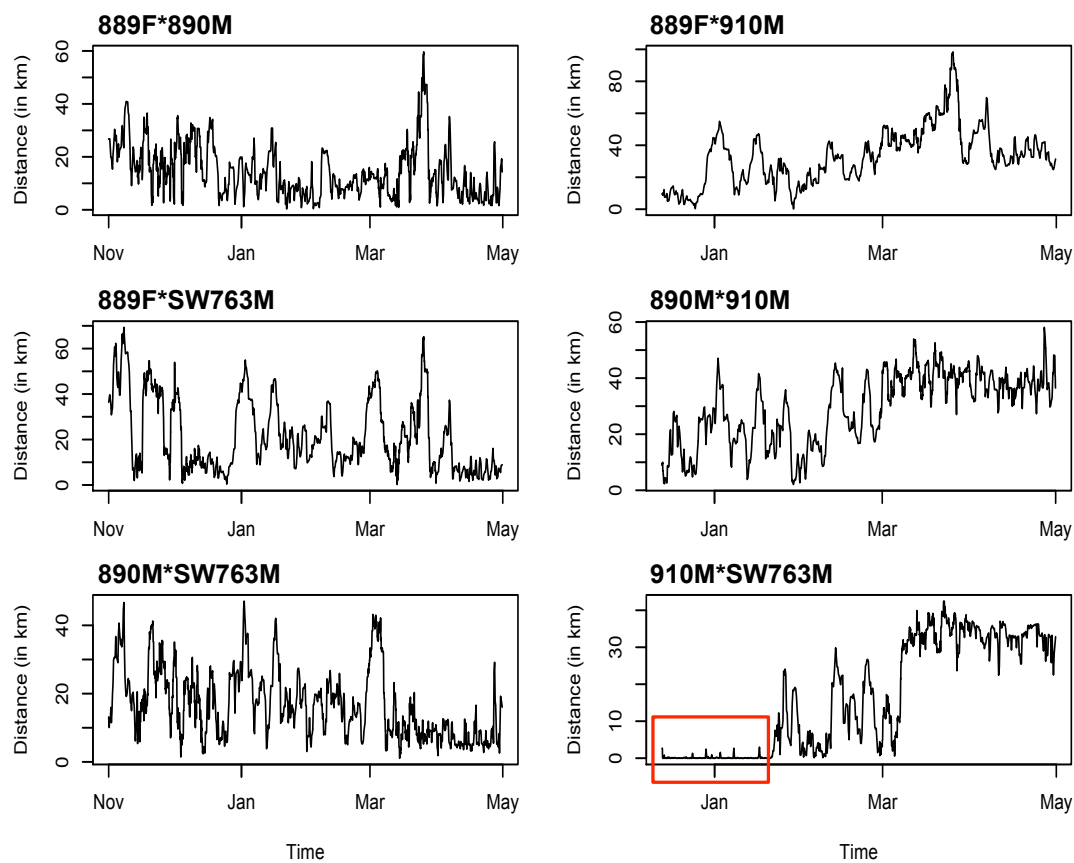 889F*890M
Distance (in km)
0 20 40 60
Nov Jan Mar May
889F*910M
Distance (in km)
0 40 80
Jan Mar May
889F*SW763M
Distance (in km)
0 20 40 60
Nov Jan Mar May
890M*910M
Distance (in km)
0 20 40 60
Jan Mar May
890M*SW763M
Distance (in km)
0 20 40
Nov Jan Mar May
Time
910M*SW763M
Distance (in km)
0 10 30
Jan Mar May
Time